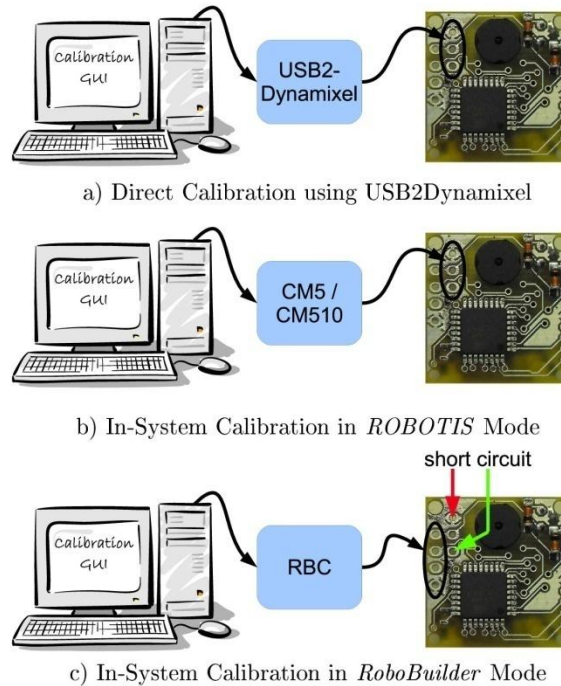 Calibration
GUI
USB2-
Dynamixel
a) Direct Calibration using USB2Dynamixel
Calibration
GUI
CM5 /
CM510
b) In-System Calibration in ROBOTIS Mode
short circuit
Calibration
GUI
RBC
c) In-System Calibration in RoboBuilder Mode